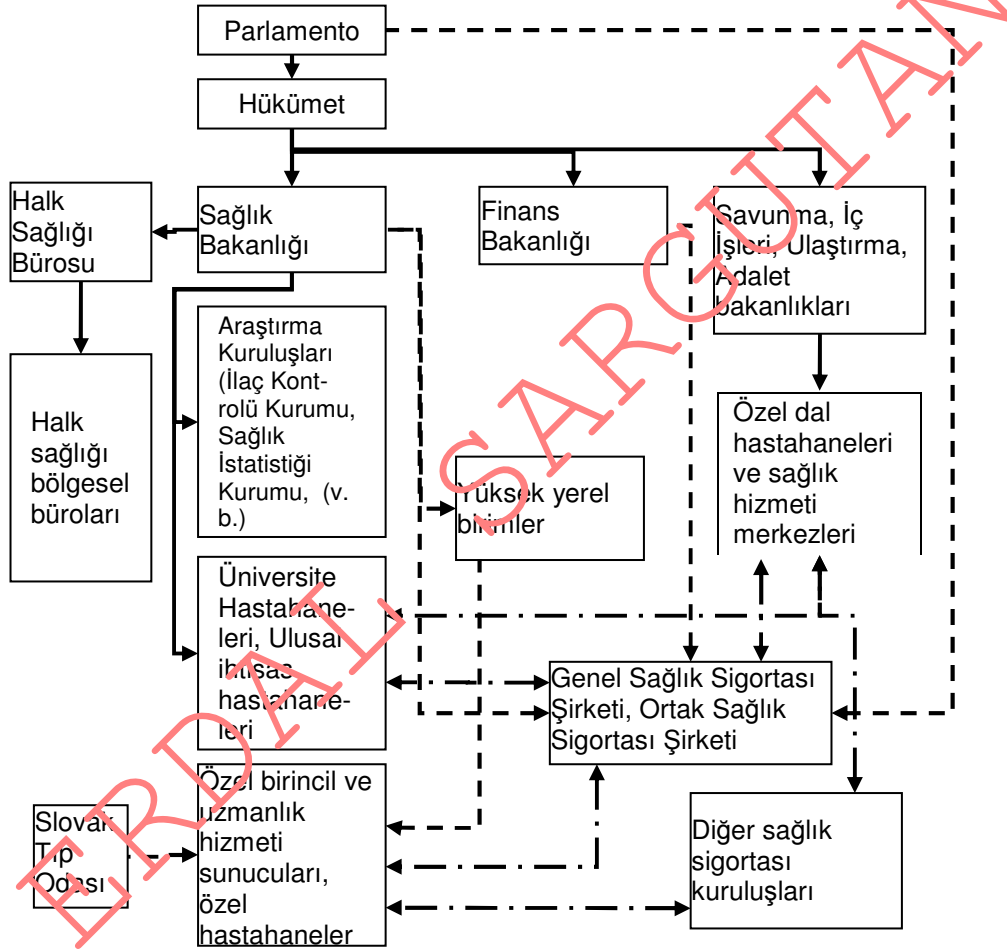 Parlamento
Hükümet
Halk
Sağlığı
Bürosu
Sağlık
Bakanlığı
Finans
Bakanlığı
Savunma, İç
İşleri, Ulaştırma,
Adalet
bakanlıkları
Halk
sağlığı
bölgesel
büroları
Araştırma
Kuruluşları
(İlaç Kont-
rolü Kurumu,
Sağlık
İstatistiği
Kurumu, (v.
b.)
Yüksek yerel
birimler
Özel dal
hastahaneleri
ve sağlık
hizmeti
merkezleri
Üniversite
Hastahane-
leri, Ulusal
ihtisas
hastahane-
leri
Genel Sağlık Sigortası
Şirketi, Ortak Sağlık
Sigortası Şirketi
Slovak
Tıp
Odası
Özel birincil ve
uzmanlık
hizmeti
sunucuları,
özel
hastahaneler
Diğer sağlık
sigortası
kuruluşları
ERDAL SARGUTAN